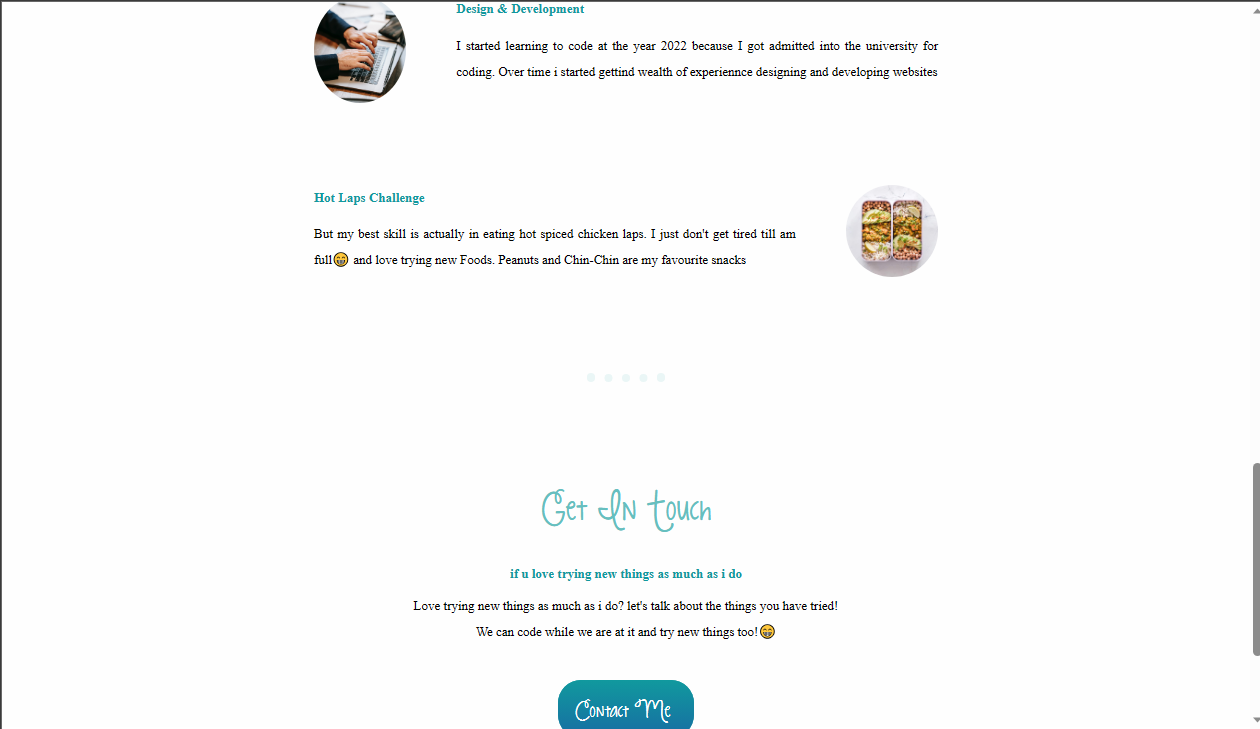 Design & Development
I started learning to code at the year 2022 because I got admitted into the university for
coding. Over time i started gettind wealth of experiennce designing and developing websites
Hot Laps Challenge
But my best skill is actually in eating hot spiced chicken laps. I just don't get tired till am
full😁 and love trying new Foods. Peanuts and Chin-Chin are my favourite snacks
Get In Touch
if u love trying new things as much as i do
Love trying new things as much as i do? let's talk about the things you have tried!
We can code while we are at it and try new things too!😁
Contact Me